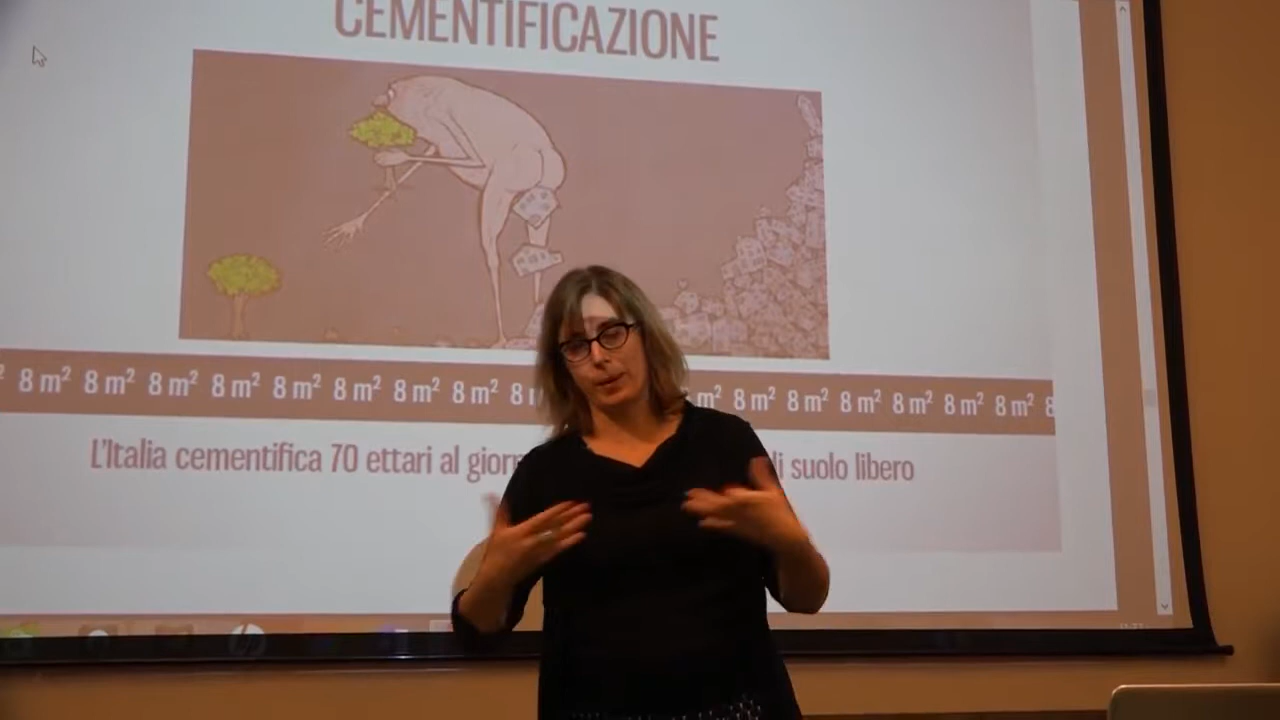 CEMENTIFICAZIONE
8 m² 8 m² 8 m² 8 m² 8 m² 8 m² 8 m² 8 m² m² 8 m² 8 m² 8 m² 8 m² 8 m² 8 m² 8
L'Italia cementifica 70 ettari al di suolo libero
hp